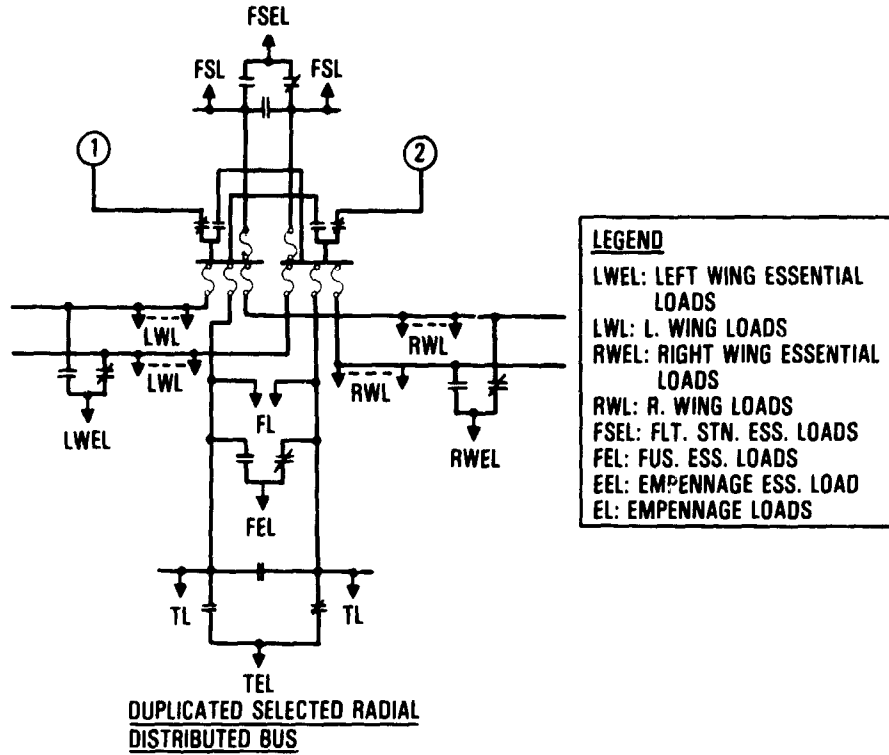 FSEL
FSL
FSL
1
2
LWL
LWL
RWL
RWL
LWEL
FL
RWEL
FEL
TL
TL
TEL
DUPLICATED SELECTED RADIAL
DISTRIBUTED BUS
LEGEND
LWEL: LEFT WING ESSENTIAL
LOADS
LWL: L. WING LOADS
RWEL: RIGHT WING ESSENTIAL
LOADS
RWL: R. WING LOADS
FSEL: FLT. STN. ESS. LOADS
FEL: FUS. ESS. LOADS
EEL: EMPENNAGE ESS. LOAD
EL: EMPENNAGE LOADS